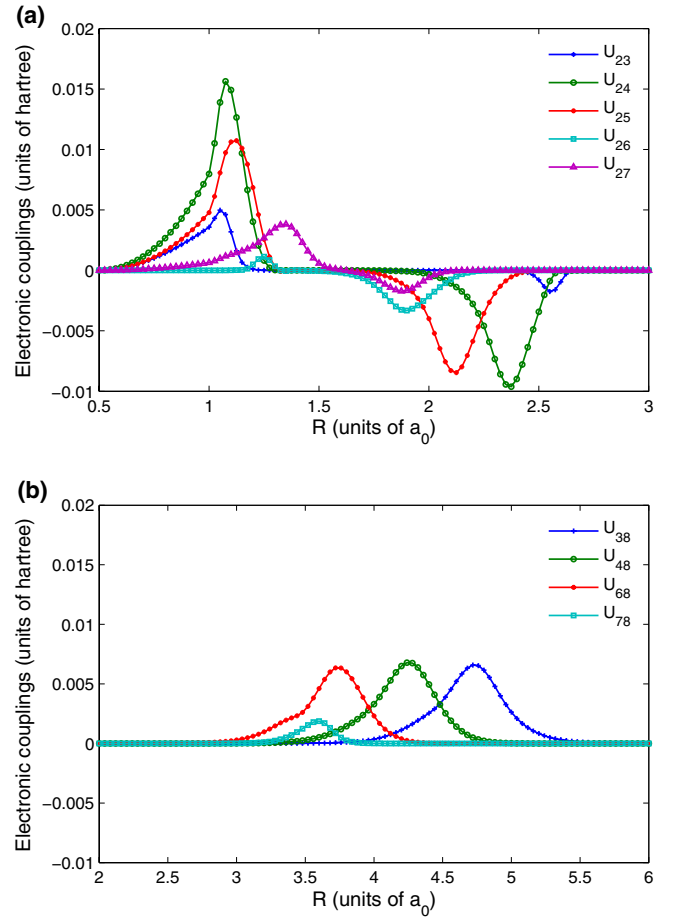 (a)
0.02
0.015
0.01
0.005
0
−0.005
−0.01
Electronic couplings (units of hartree)
U23
U24
U25
U26
U27
0.5 1 1.5 2 2.5 3
R (units of a0)
(b)
0.02
0.015
0.01
0.005
0
−0.005
−0.01
Electronic couplings (units of hartree)
U38
U48
U68
U78
2 2.5 3 3.5 4 4.5 5 5.5 6
R (units of a0)